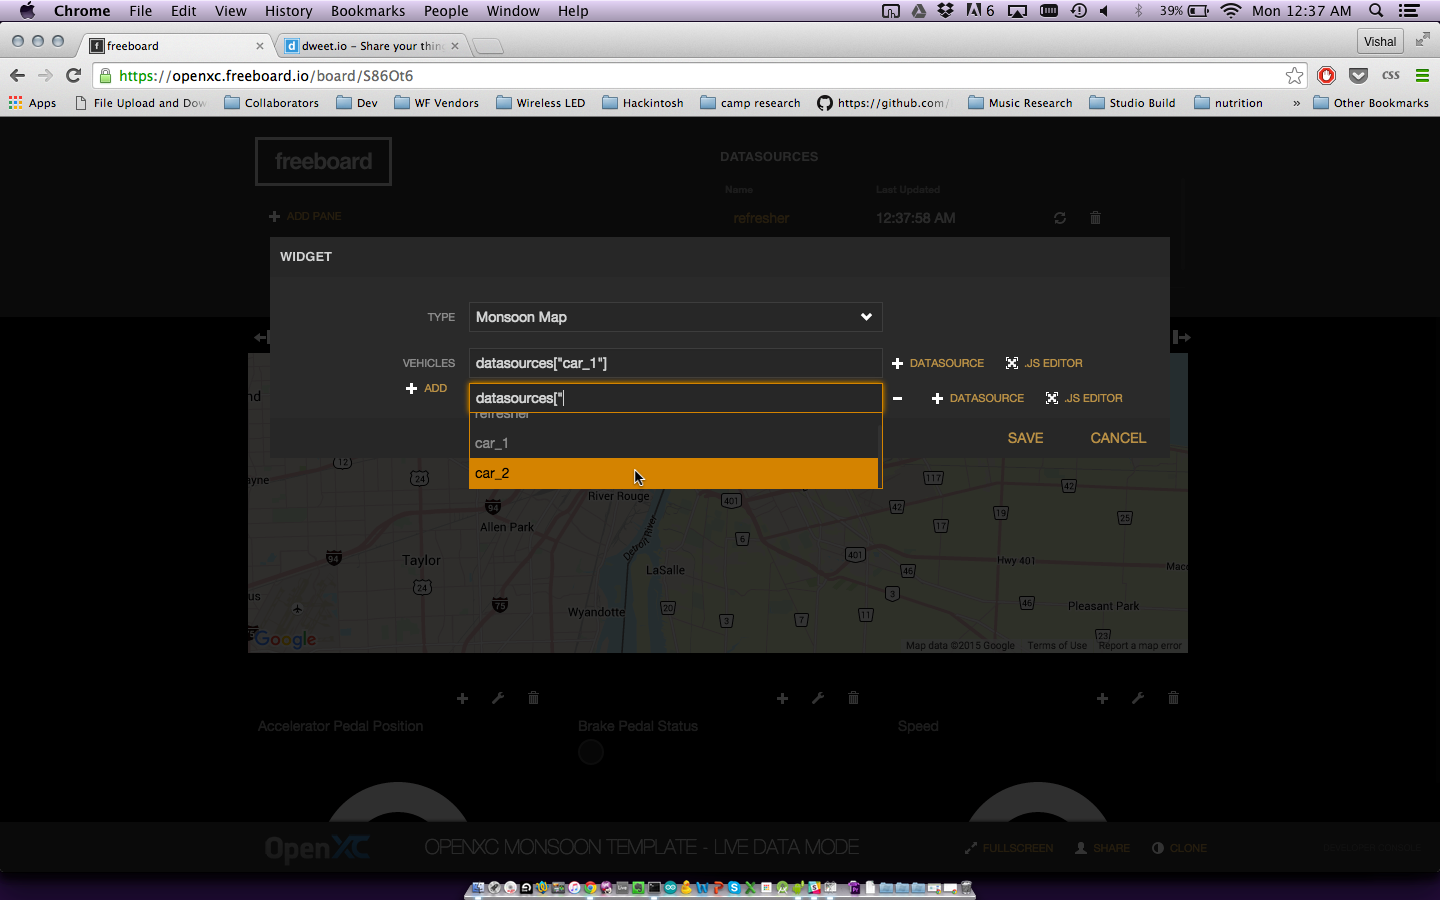 Chrome File Edit View History Bookmarks People Window Help 6 39% Mon 12:37 AM
freeboard dweet.io – Share your thin Vishal
https://openxc.freeboard.io/board/S86Ot6 css
Apps File Upload and Dow Collaborators Dev WF Vendors Wireless LED Hackintosh camp research https://github.com/ Music Research Studio Build nutrition » Other Bookmarks
freeboard DATASOURCES
Name Last Updated
ADD PANE refresher 12:37:58 AM
WIDGET
TYPE Monsoon Map
VEHICLES datasources["car_1"] DATASOURCE .JS EDITOR
ADD datasources[" DATASOURCE .JS EDITOR
refresher
car_1 SAVE CANCEL
car_2
12 24 94 River Rouge 401 117 42 42 19 25
Allen Park 17
94 Taylor Detroit River 6 401 Hwy 401
24 LaSalle 46
75 Wyandotte 20 3 7 11 3 46 Pleasant Park
23
Google Map data ©2015 Google Terms of Use Report a map error
Accelerator Pedal Position Brake Pedal Status Speed
OpenXC OPENXC MONSOON TEMPLATE - LIVE DATA MODE FULLSCREEN SHARE CLONE